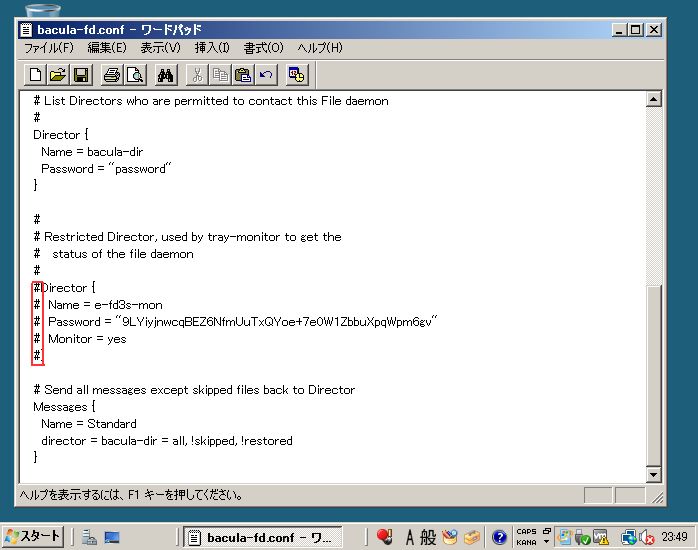 bacula-fd.conf - ワードパッド
ファイル(F) 編集(E) 表示(V) 挿入(I) 書式(O) ヘルプ(H)
# List Directors who are permitted to contact this File daemon
#
Director {
Name = bacula-dir
Password = "password"
}
#
# Restricted Director, used by tray-monitor to get the
# status of the file daemon
#
#Director {
# Name = e-fd3s-mon
# Password = "9LYiyjnwcqBEZ6NfmUuTxQYoe+7e0W1ZbbuXpqWpm6gv"
# Monitor = yes
#}
# Send all messages except skipped files back to Director
Messages {
Name = Standard
director = bacula-dir = all, !skipped, !restored
}
ヘルプを表示するには、F1 キーを押してください。
スタート bacula-fd.conf - ワ... A 般 CAPS KANA 23:49